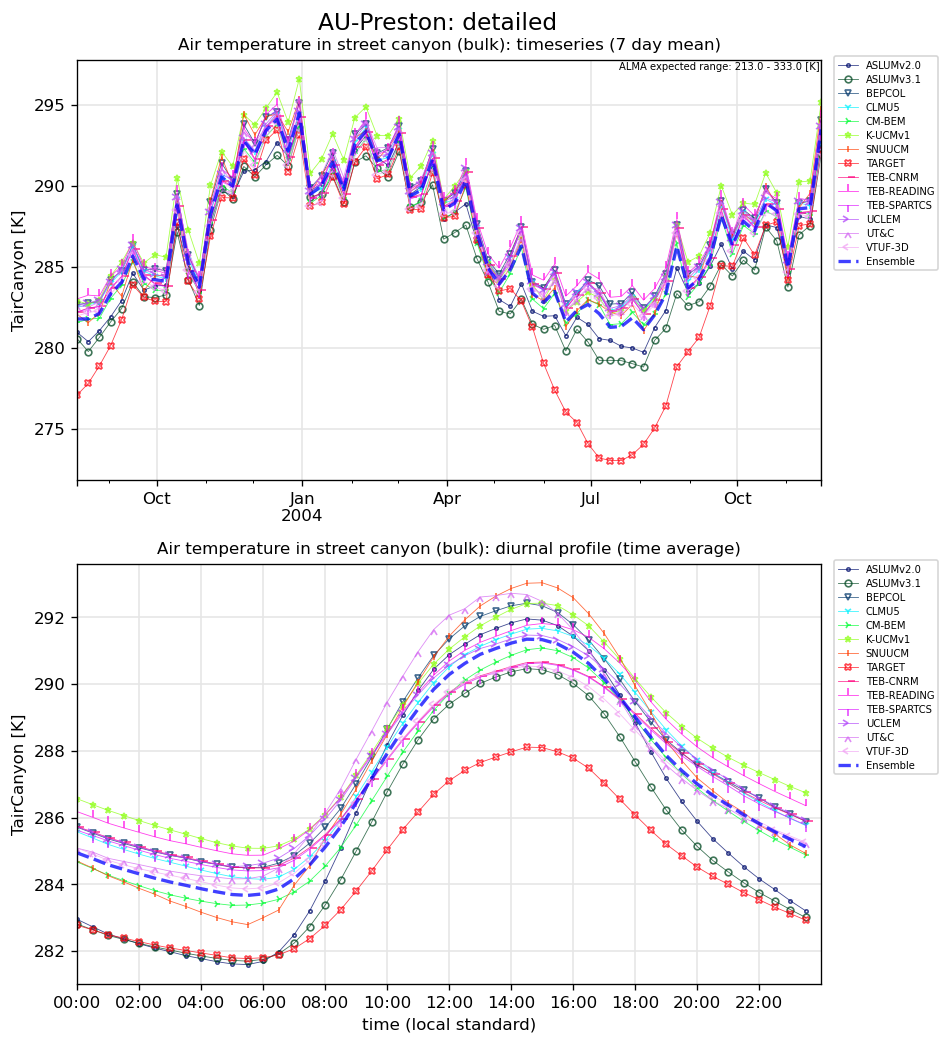 AU-Preston: detailed
Air temperature in street canyon (bulk): timeseries (7 day mean)
ALMA expected range: 213.0 - 333.0 [K]
TairCanyon [K]
295
290
285
280
275
Oct
Jan
2004
Apr
Jul
Oct
ASLUMv2.0
ASLUMv3.1
BEPCOL
CLMU5
CM-BEM
K-UCMv1
SNUUCM
TARGET
TEB-CNRM
TEB-READING
TEB-SPARTCS
UCLEM
UT&C
VTUF-3D
Ensemble
Air temperature in street canyon (bulk): diurnal profile (time average)
TairCanyon [K]
292
290
288
286
284
282
00:00
02:00
04:00
06:00
08:00
10:00
12:00
14:00
16:00
18:00
20:00
22:00
time (local standard)
ASLUMv2.0
ASLUMv3.1
BEPCOL
CLMU5
CM-BEM
K-UCMv1
SNUUCM
TARGET
TEB-CNRM
TEB-READING
TEB-SPARTCS
UCLEM
UT&C
VTUF-3D
Ensemble